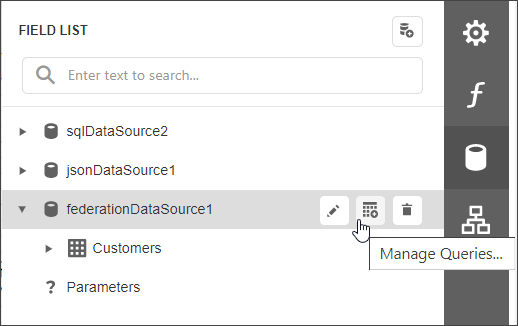 FIELD LIST
Enter text to search...
sqlDataSource2
jsonDataSource1
federationDataSource1
Manage Queries...
Customers
? Parameters